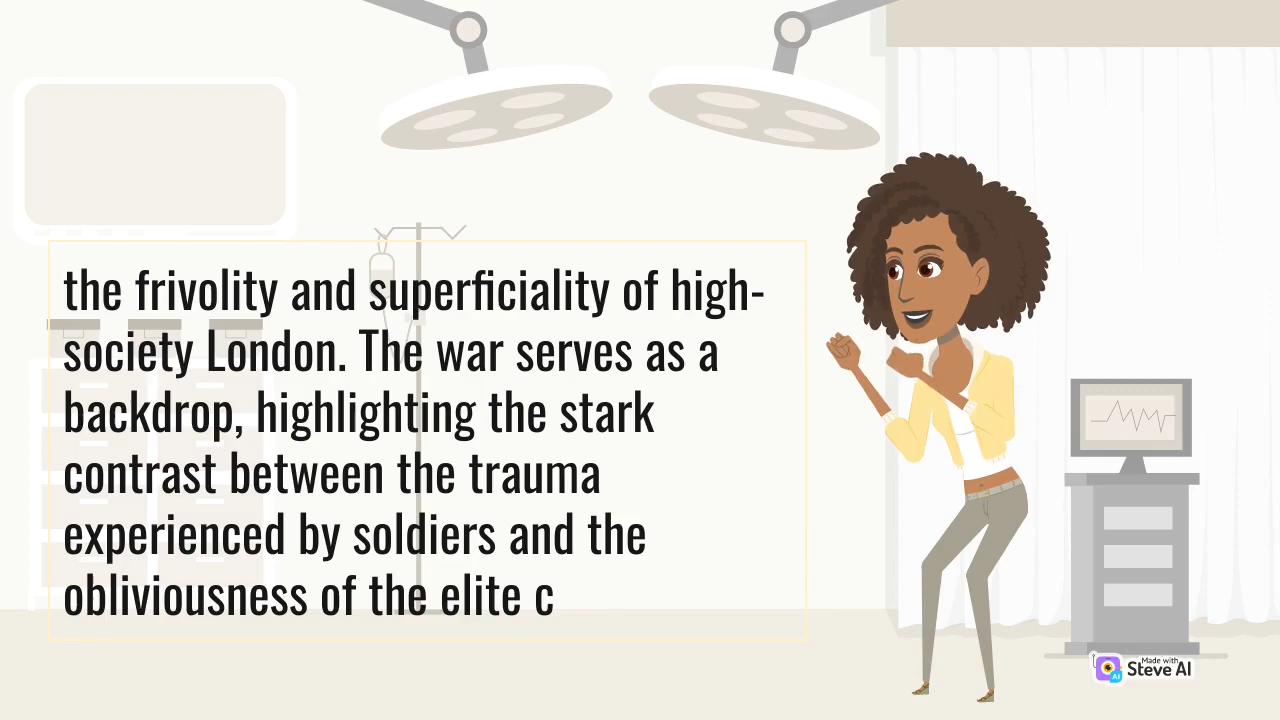 the frivolity and superficiality of high-
society London. The war serves as a
backdrop, highlighting the stark
contrast between the trauma
experienced by soldiers and the
obliviousness of the elite c
Made with
Steve AI
AI